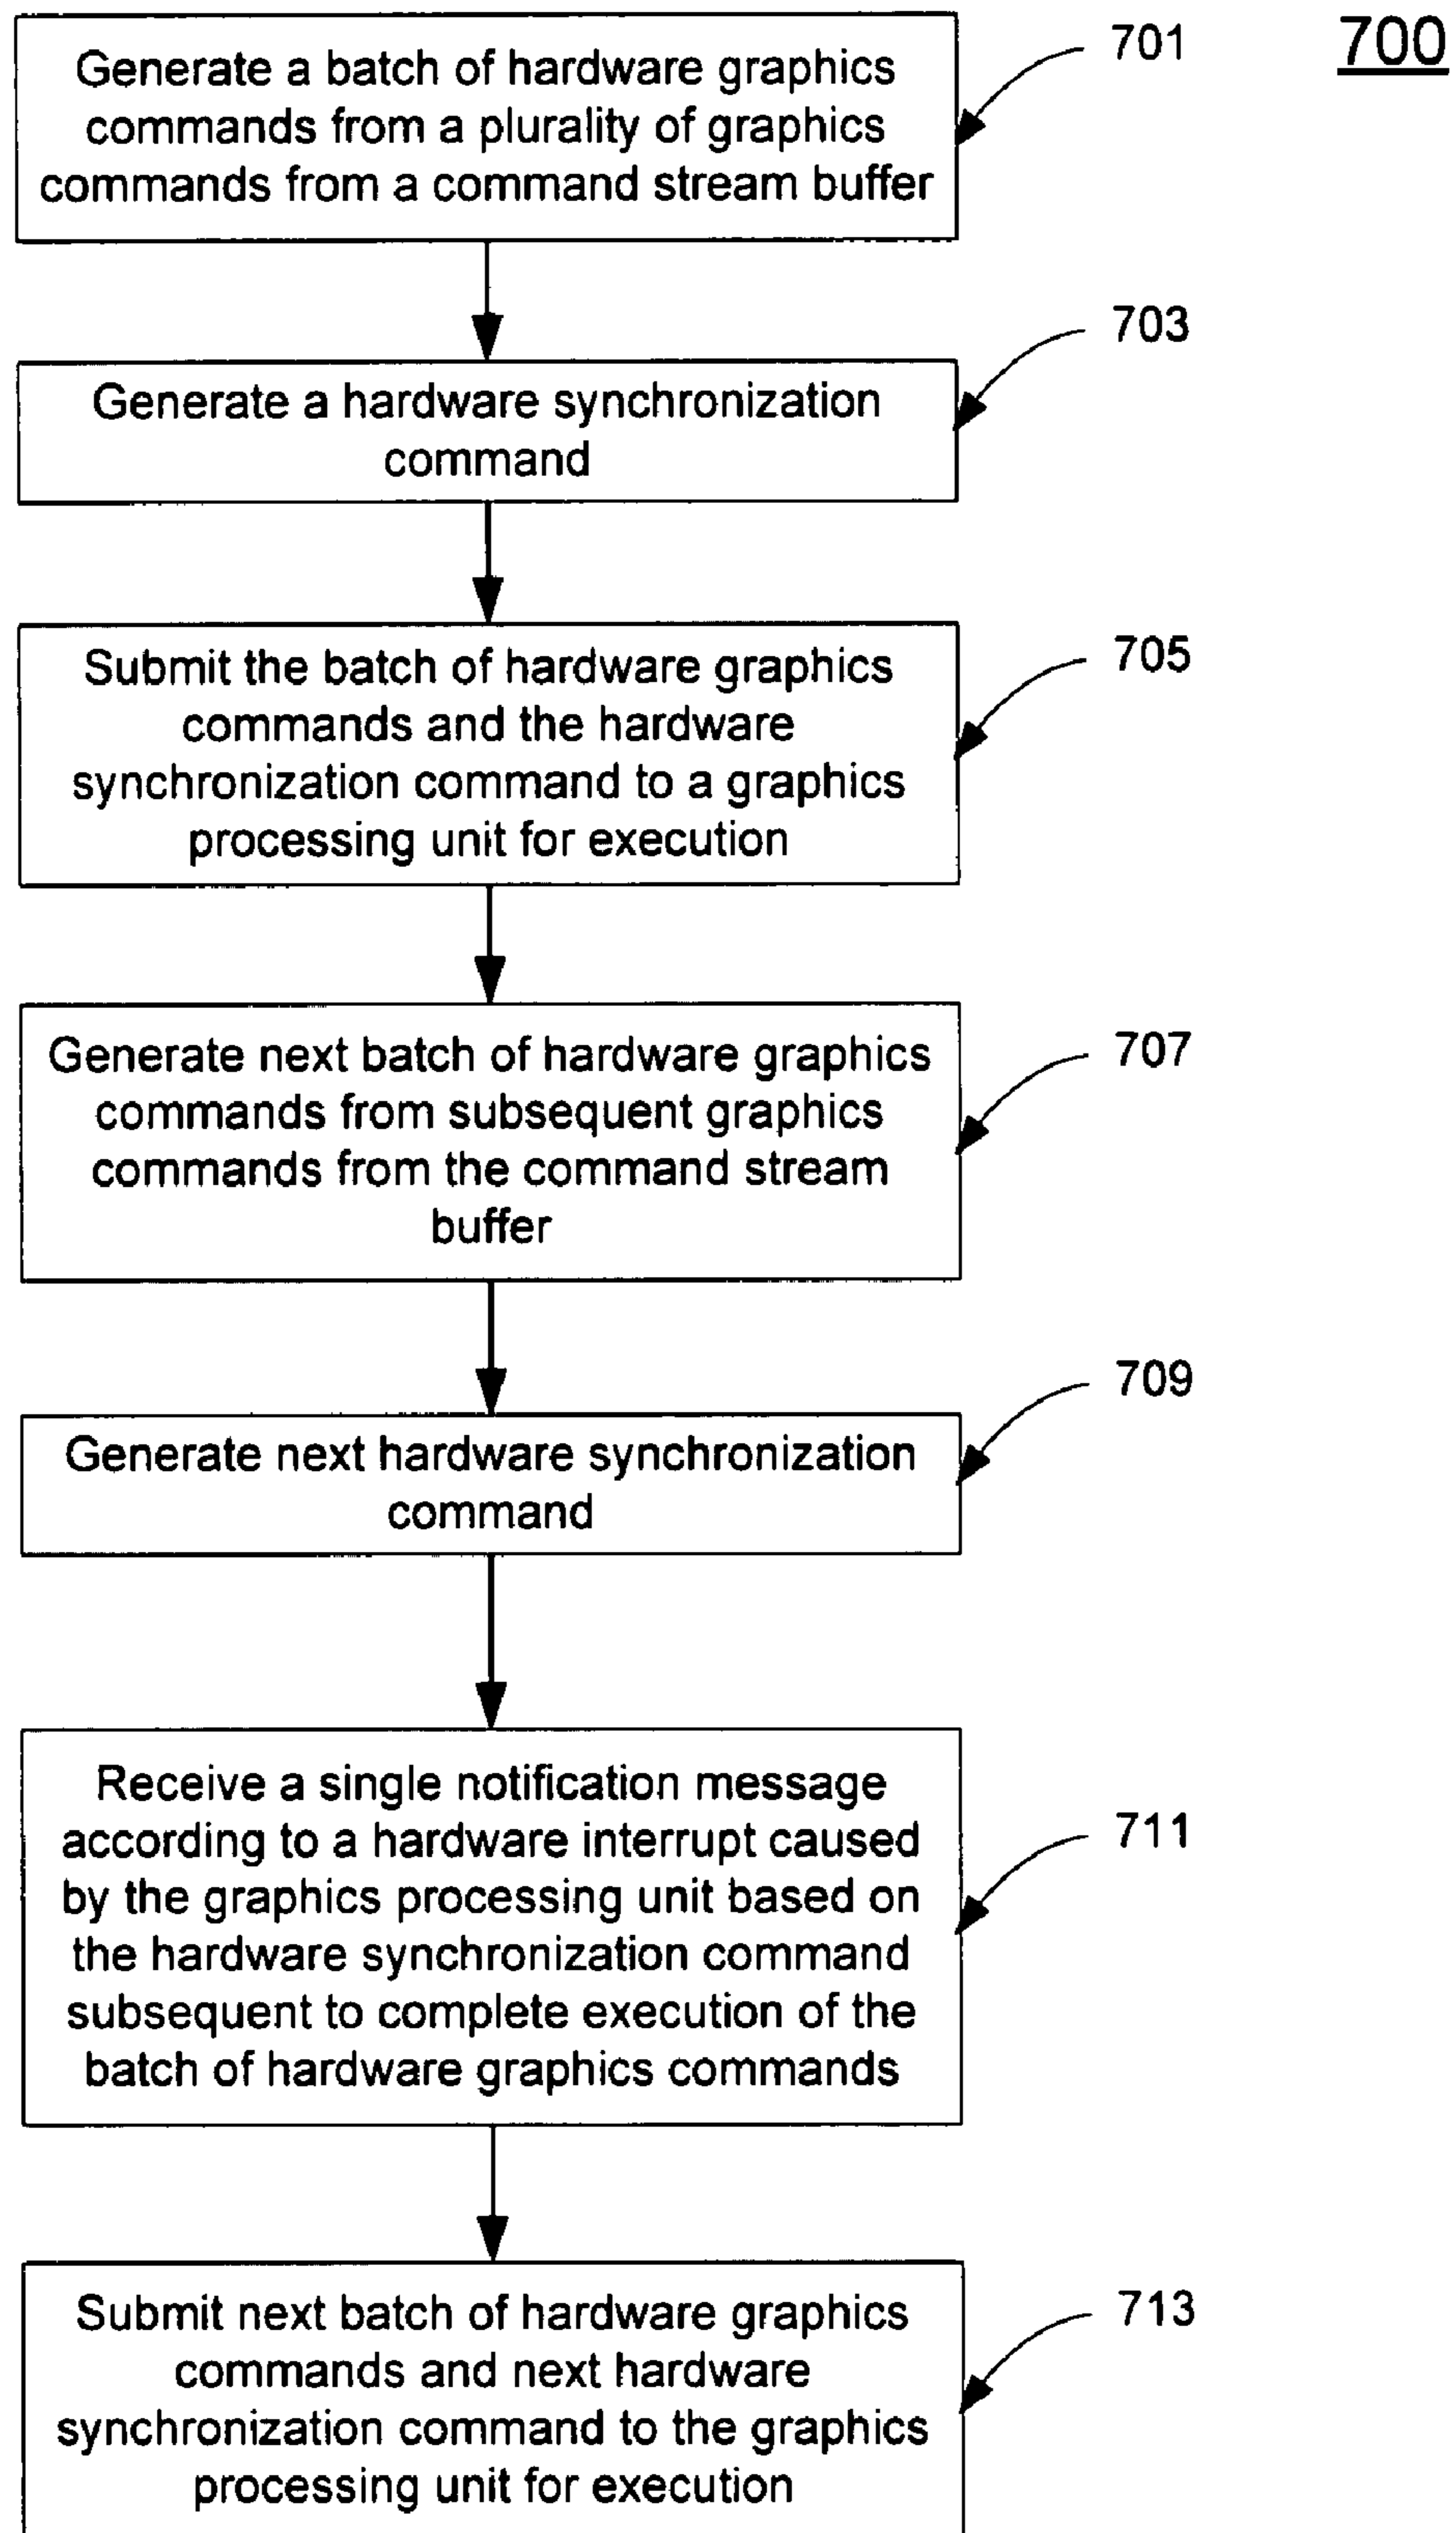 700
Generate a batch of hardware graphics
commands from a plurality of graphics
commands from a command stream buffer
701
Generate a hardware synchronization
command
703
Submit the batch of hardware graphics
commands and the hardware
synchronization command to a graphics
processing unit for execution
705
Generate next batch of hardware graphics
commands from subsequent graphics
commands from the command stream
buffer
707
Generate next hardware synchronization
command
709
Receive a single notification message
according to a hardware interrupt caused
by the graphics processing unit based on
the hardware synchronization command
subsequent to complete execution of the
batch of hardware graphics commands
711
Submit next batch of hardware graphics
commands and next hardware
synchronization command to the graphics
processing unit for execution
713